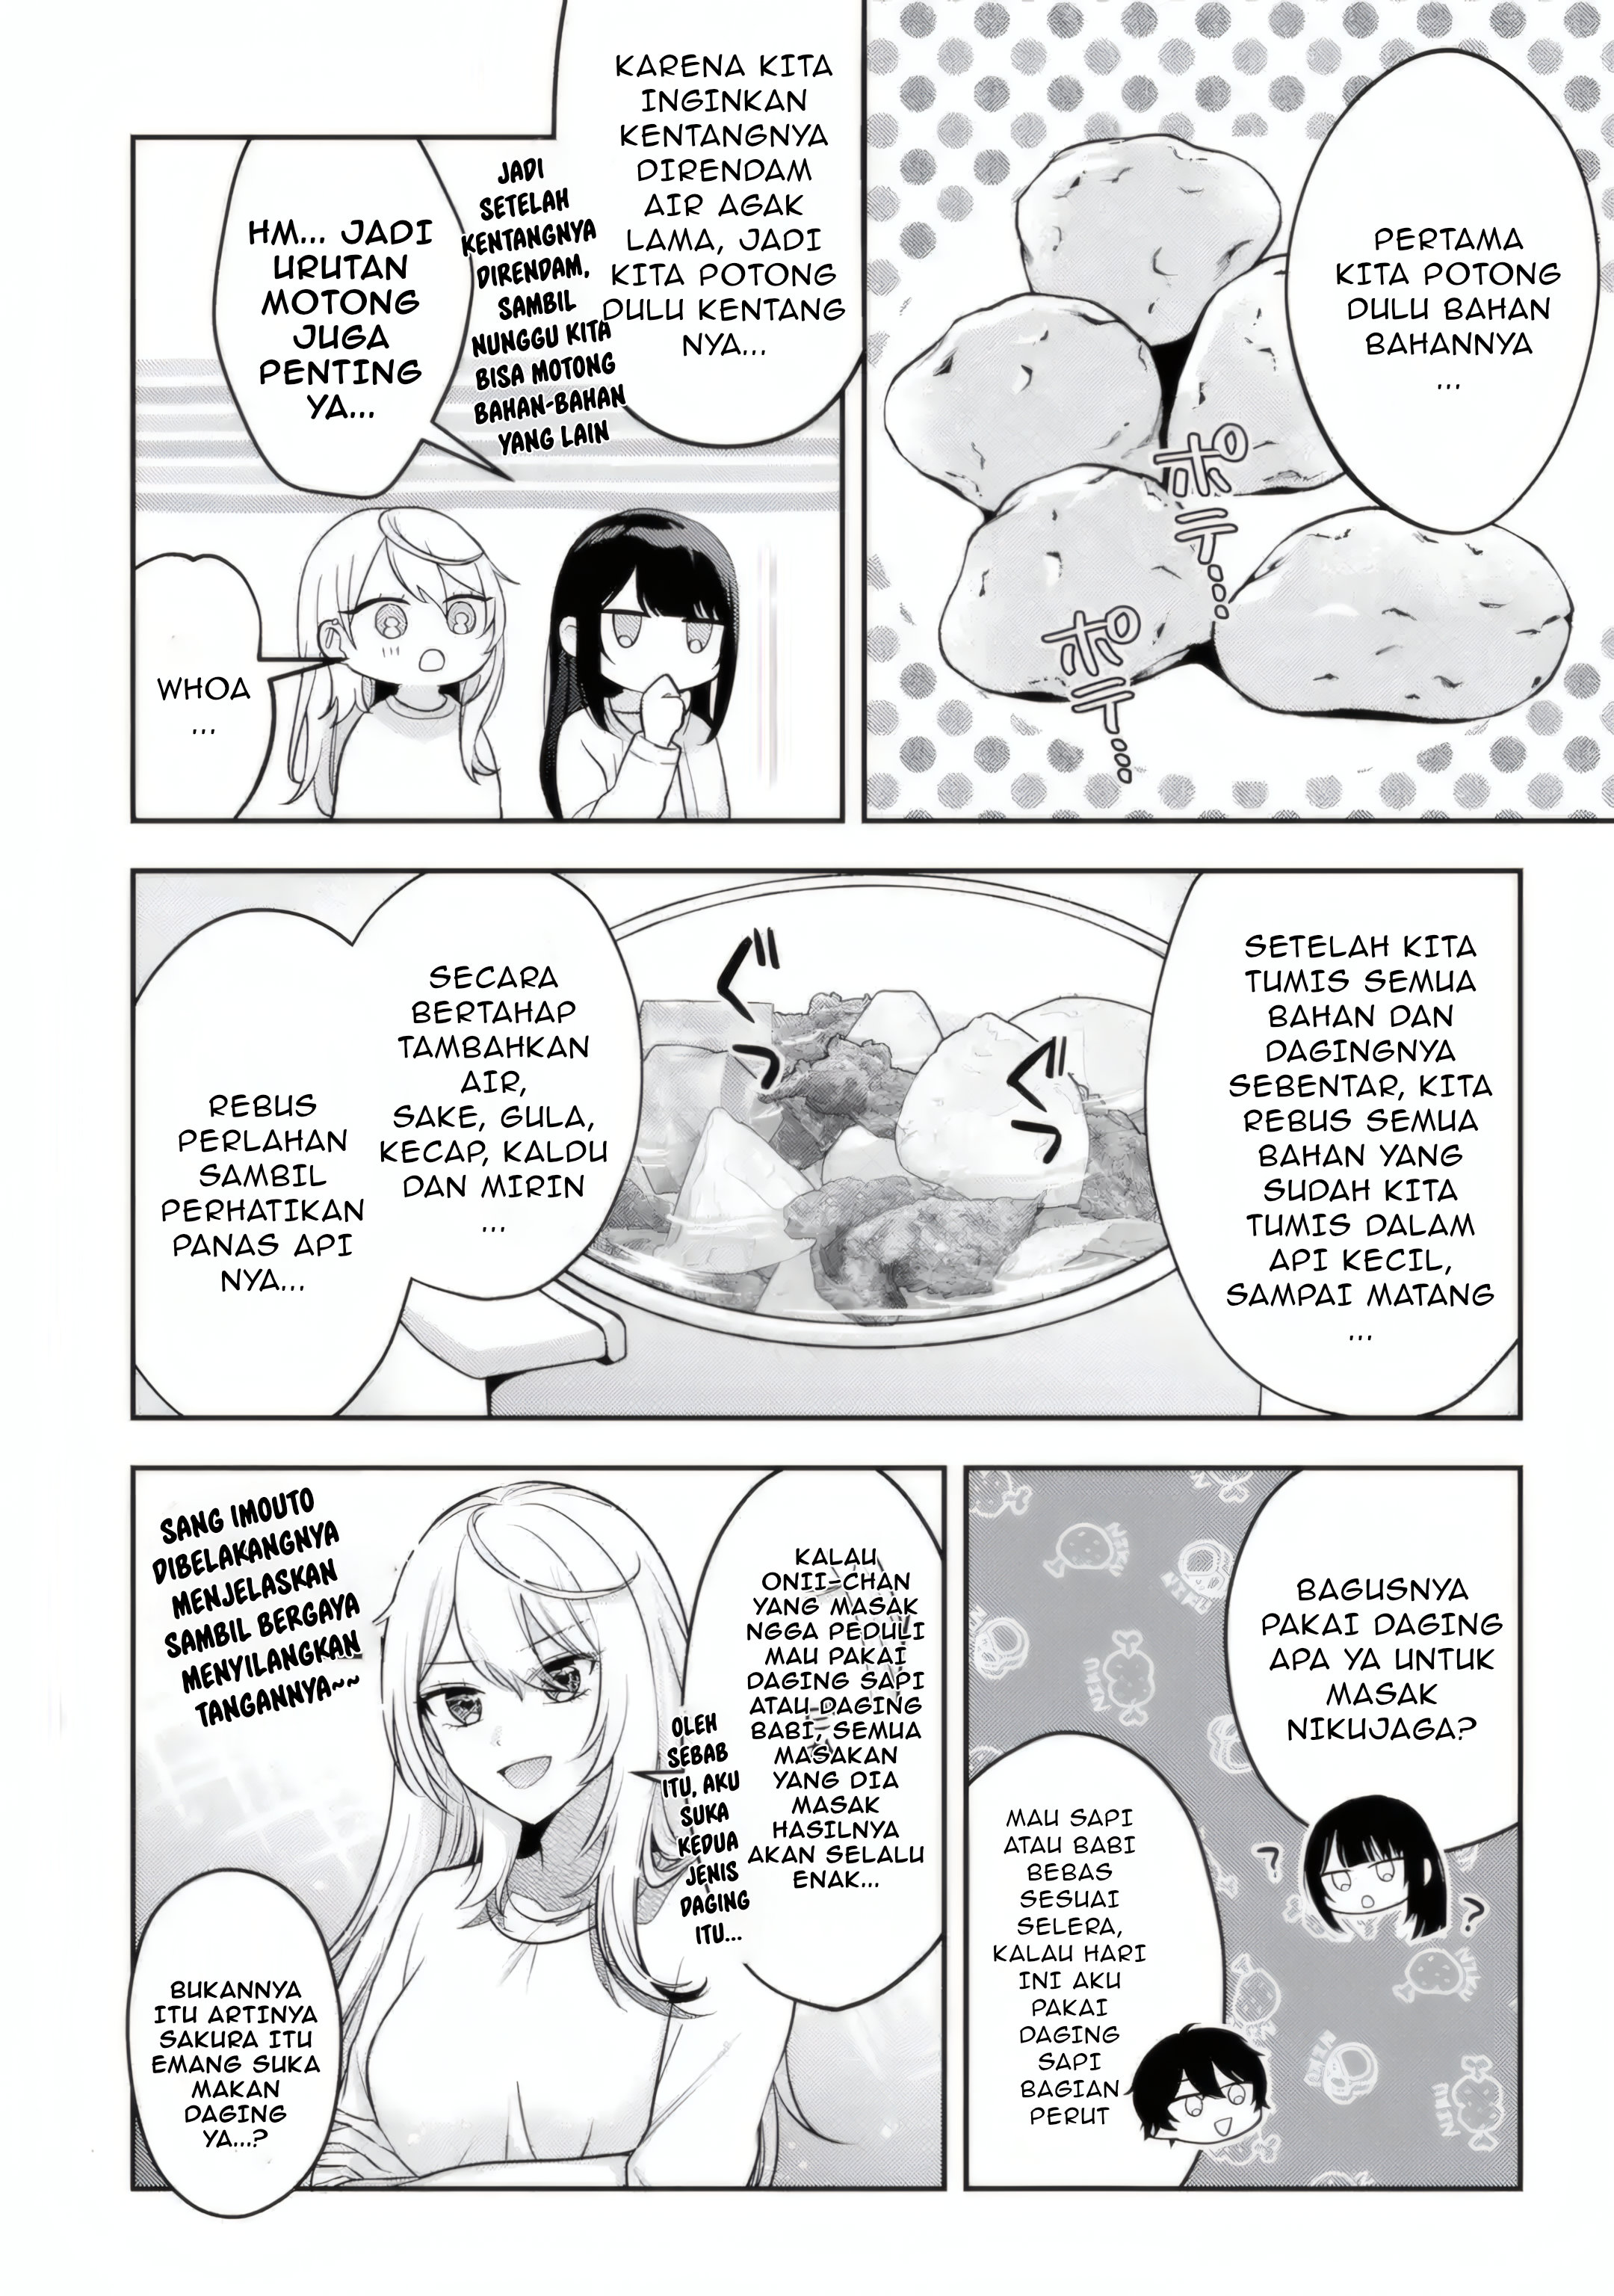 PERTAMA
KITA POTONG
DULU BAHAN
BAHANNYA
...
ポテ...
ポテ...
KARENA KITA
INGINKAN
KENTANGNYA
DIRENDAM
AIR AGAK
LAMA, JADI
KITA POTONG
DULU KENTANG
NYA...
JADI
SETELAH
KENTANGNYA
DIRENDAM,
SAMBIL
NUNGGU KITA
BISA MOTONG
BAHAN-BAHAN
YANG LAIN
HM... JADI
URUTAN
MOTONG
JUGA
PENTING
YA...
WHOA
...
SETELAH KITA
TUMIS SEMUA
BAHAN DAN
DAGINGNYA
SEBENTAR, KITA
REBUS SEMUA
BAHAN YANG
SUDAH KITA
TUMIS DALAM
API KECIL,
SAMPAI MATANG
...
ぐつ
ぐつ
SECARA
BERTAHAP
TAMBAHKAN
AIR,
SAKE, GULA,
KECAP, KALDU
DAN MIRIN
...
REBUS
PERLAHAN
SAMBIL
PERHATIKAN
PANAS API
NYA...
BAGUSNYA
PAKAI DAGING
APA YA UNTUK
MASAK
NIKUJAGA?
? ?
NIKU
NIKU
NIKU
NIKU
NIKU
NIKU
MAU SAPI
ATAU BABI
BEBAS
SESUAI
SELERA,
KALAU HARI
INI AKU
PAKAI
DAGING
SAPI
BAGIAN
PERUT
KALAU
ONII-CHAN
YANG MASAK
NGGA PEDULI
MAU PAKAI
DAGING SAPI
ATAU DAGING
BABI, SEMUA
MASAKAN
YANG DIA
MASAK
HASILNYA
AKAN SELALU
ENAK...
OLEH
SEBAB
ITU, AKU
SUKA
KEDUA
JENIS
DAGING
ITU...
SANG IMOUTO
DIBELAKANGNYA
MENJELASKAN
SAMBIL BERGAYA
MENYILANGKAN
TANGANNYA~~
BUKANNYA
ITU ARTINYA
SAKURA ITU
EMANG SUKA
MAKAN
DAGING
YA...?